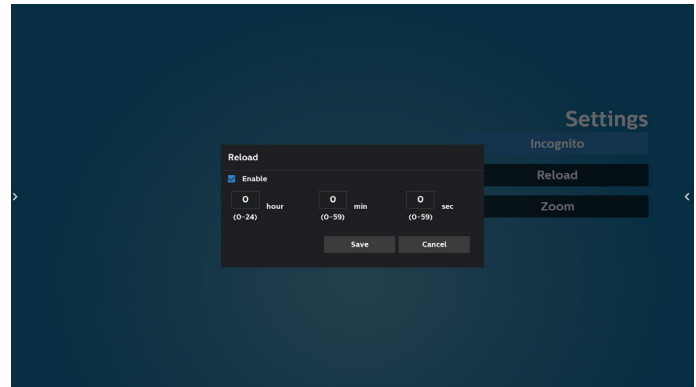 Settings
Incognito
Reload
Zoom
Reload
Enable
0 hour 0 min 0 sec
(0-24) (0-59) (0-59)
Save Cancel